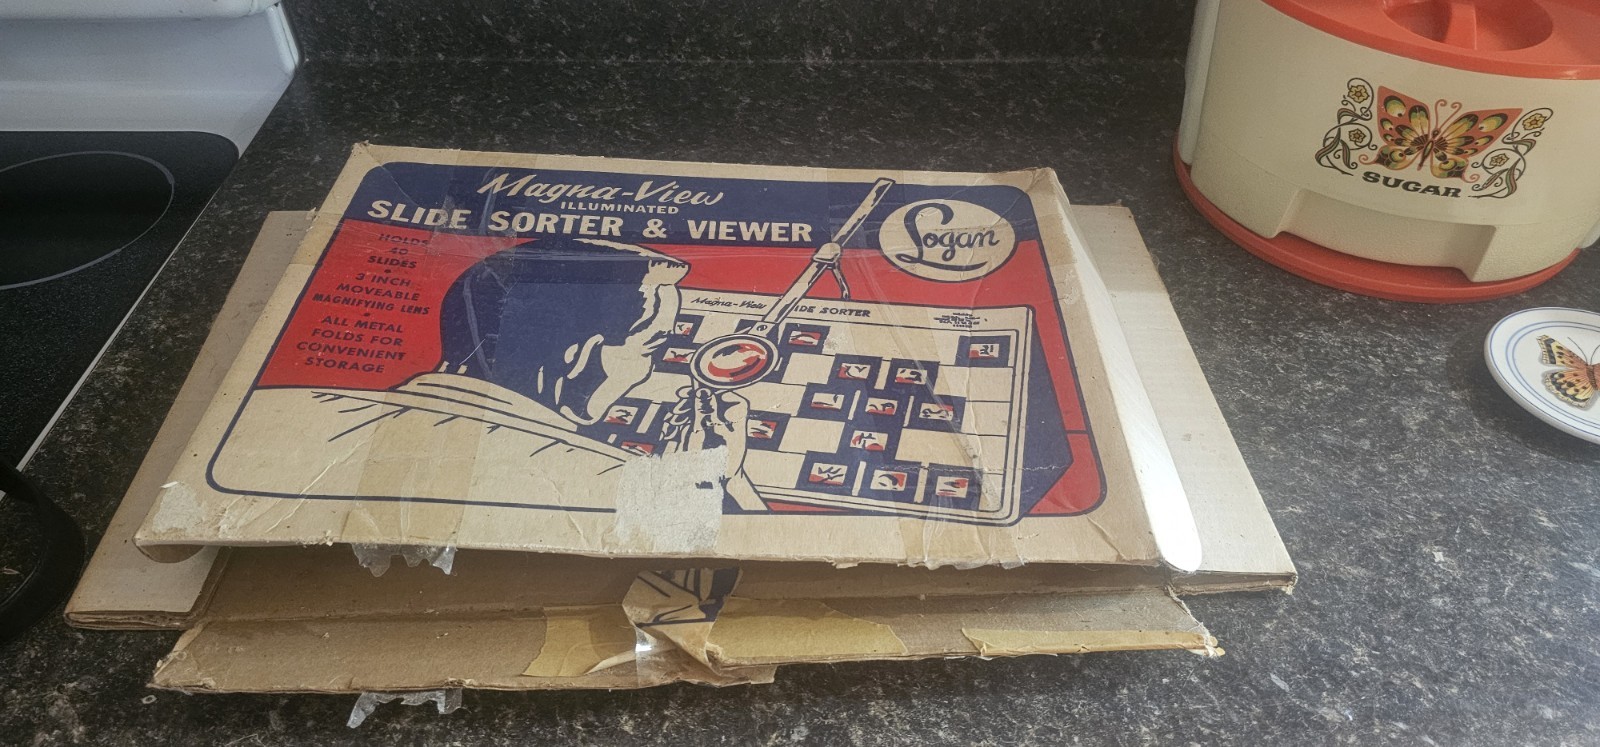 Magna-View
ILLUMINATED
SLIDE SORTER & VIEWER
Logan
HOLDS
40
SLIDES
•
3 INCH
MOVEABLE
MAGNIFYING LENS
•
ALL METAL
FOLDS FOR
CONVENIENT
STORAGE
Magna-View
IDE SORTER
SUGAR